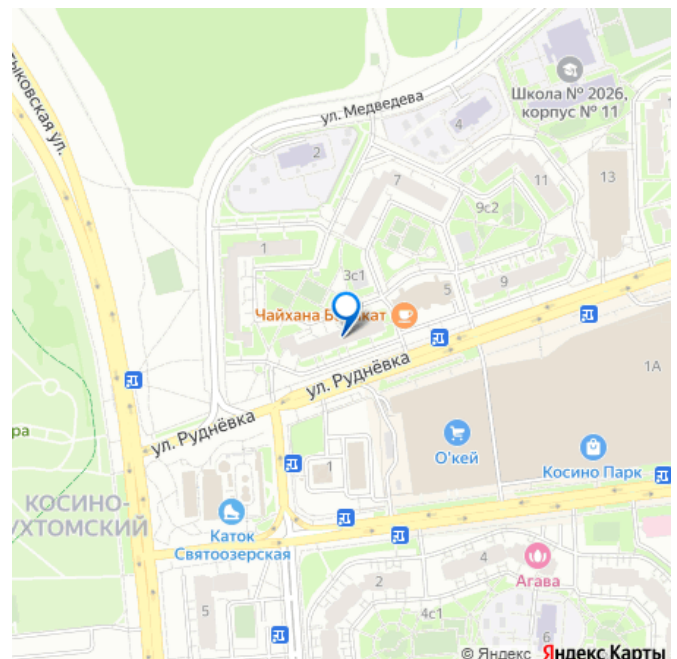 ул. Медведева
Школа № 2026,
корпус № 11
2
4
7
11
13
9с2
1
3с1
5
9
Чайхана
ул. Руднёвка
1А
ул. Руднёвка
О'кей
Косино Парк
1
КОСИНО-
Каток
Святоозерская
Агава
2
4
4с1
5
6
© Яндекс Яндекс Карты